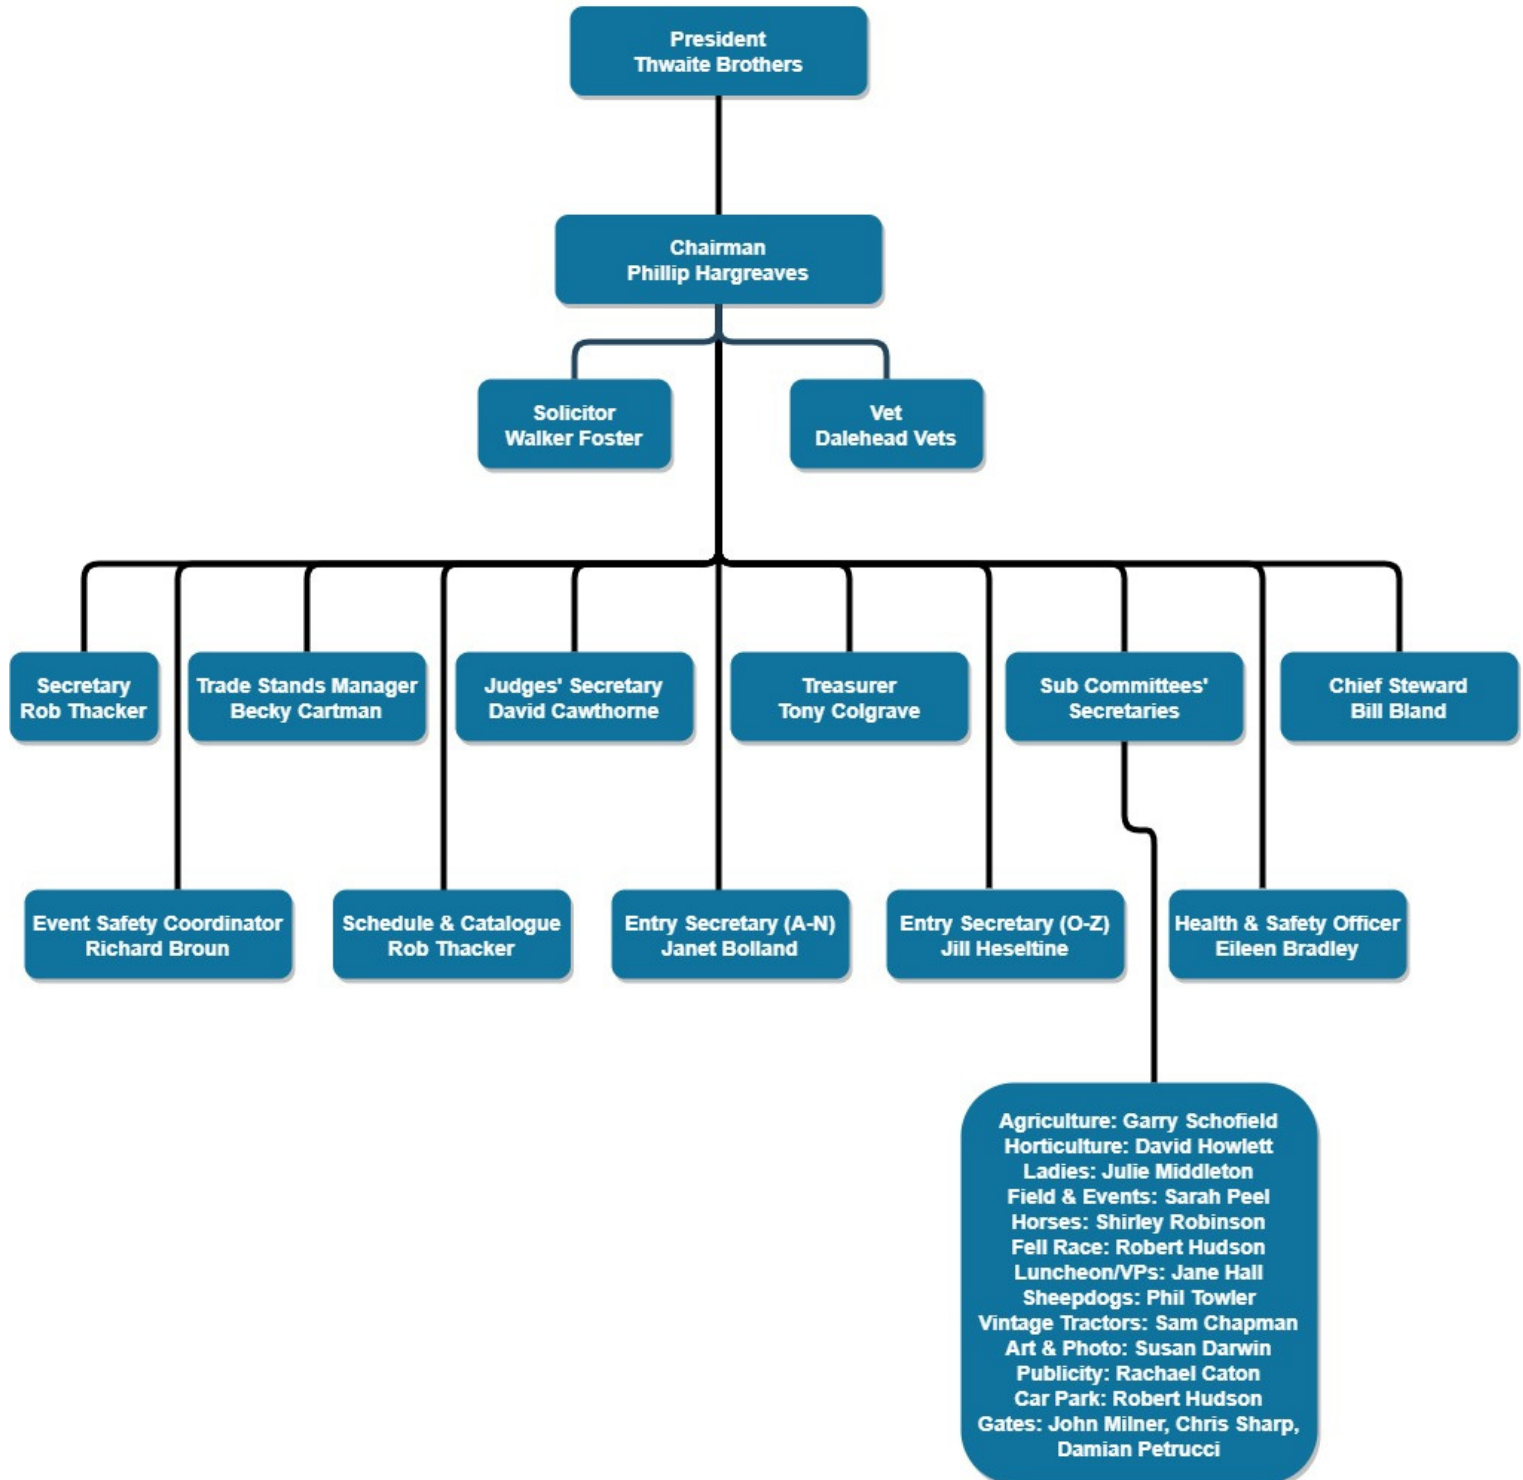 President
Thwaite Brothers
Chairman
Phillip Hargreaves
Solicitor
Walker Foster
Vet
Dalehead Vets
Secretary
Rob Thacker
Trade Stands Manager
Becky Cartman
Judges' Secretary
David Cawthorne
Treasurer
Tony Colgrave
Sub Committees'
Secretaries
Chief Steward
Bill Bland
Event Safety Coordinator
Richard Broun
Schedule & Catalogue
Rob Thacker
Entry Secretary (A-N)
Janet Bolland
Entry Secretary (O-Z)
Jill Heseltine
Health & Safety Officer
Eileen Bradley
Agriculture: Garry Schofield
Horticulture: David Howlett
Ladies: Julie Middleton
Field & Events: Sarah Peel
Horses: Shirley Robinson
Fell Race: Robert Hudson
Luncheon/VPs: Jane Hall
Sheepdogs: Phil Towler
Vintage Tractors: Sam Chapman
Art & Photo: Susan Darwin
Publicity: Rachael Caton
Car Park: Robert Hudson
Gates: John Milner, Chris Sharp,
Damian Petrucci